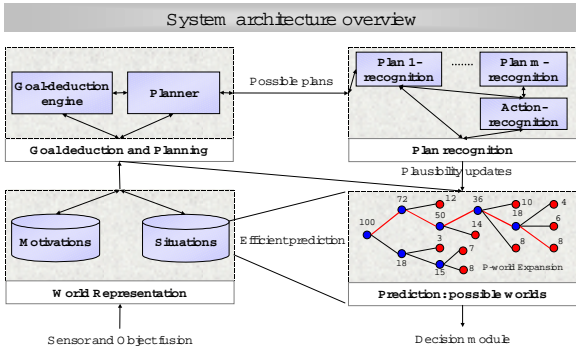 System architecture overview
Goal-deduction
engine
Planner
Goal deduction and Planning
Possible plans
Plan 1-
recognition
........
Plan m-
recognition
Action-
recognition
Plan recognition
Plausibility updates
Motivations
Situations
World Representation
Efficient prediction
100
72
12
50
14
36
10
18
4
6
8
8
18
3
15
7
8
P-world Expansion
Prediction: possible worlds
Sensor and Object fusion
Decision module